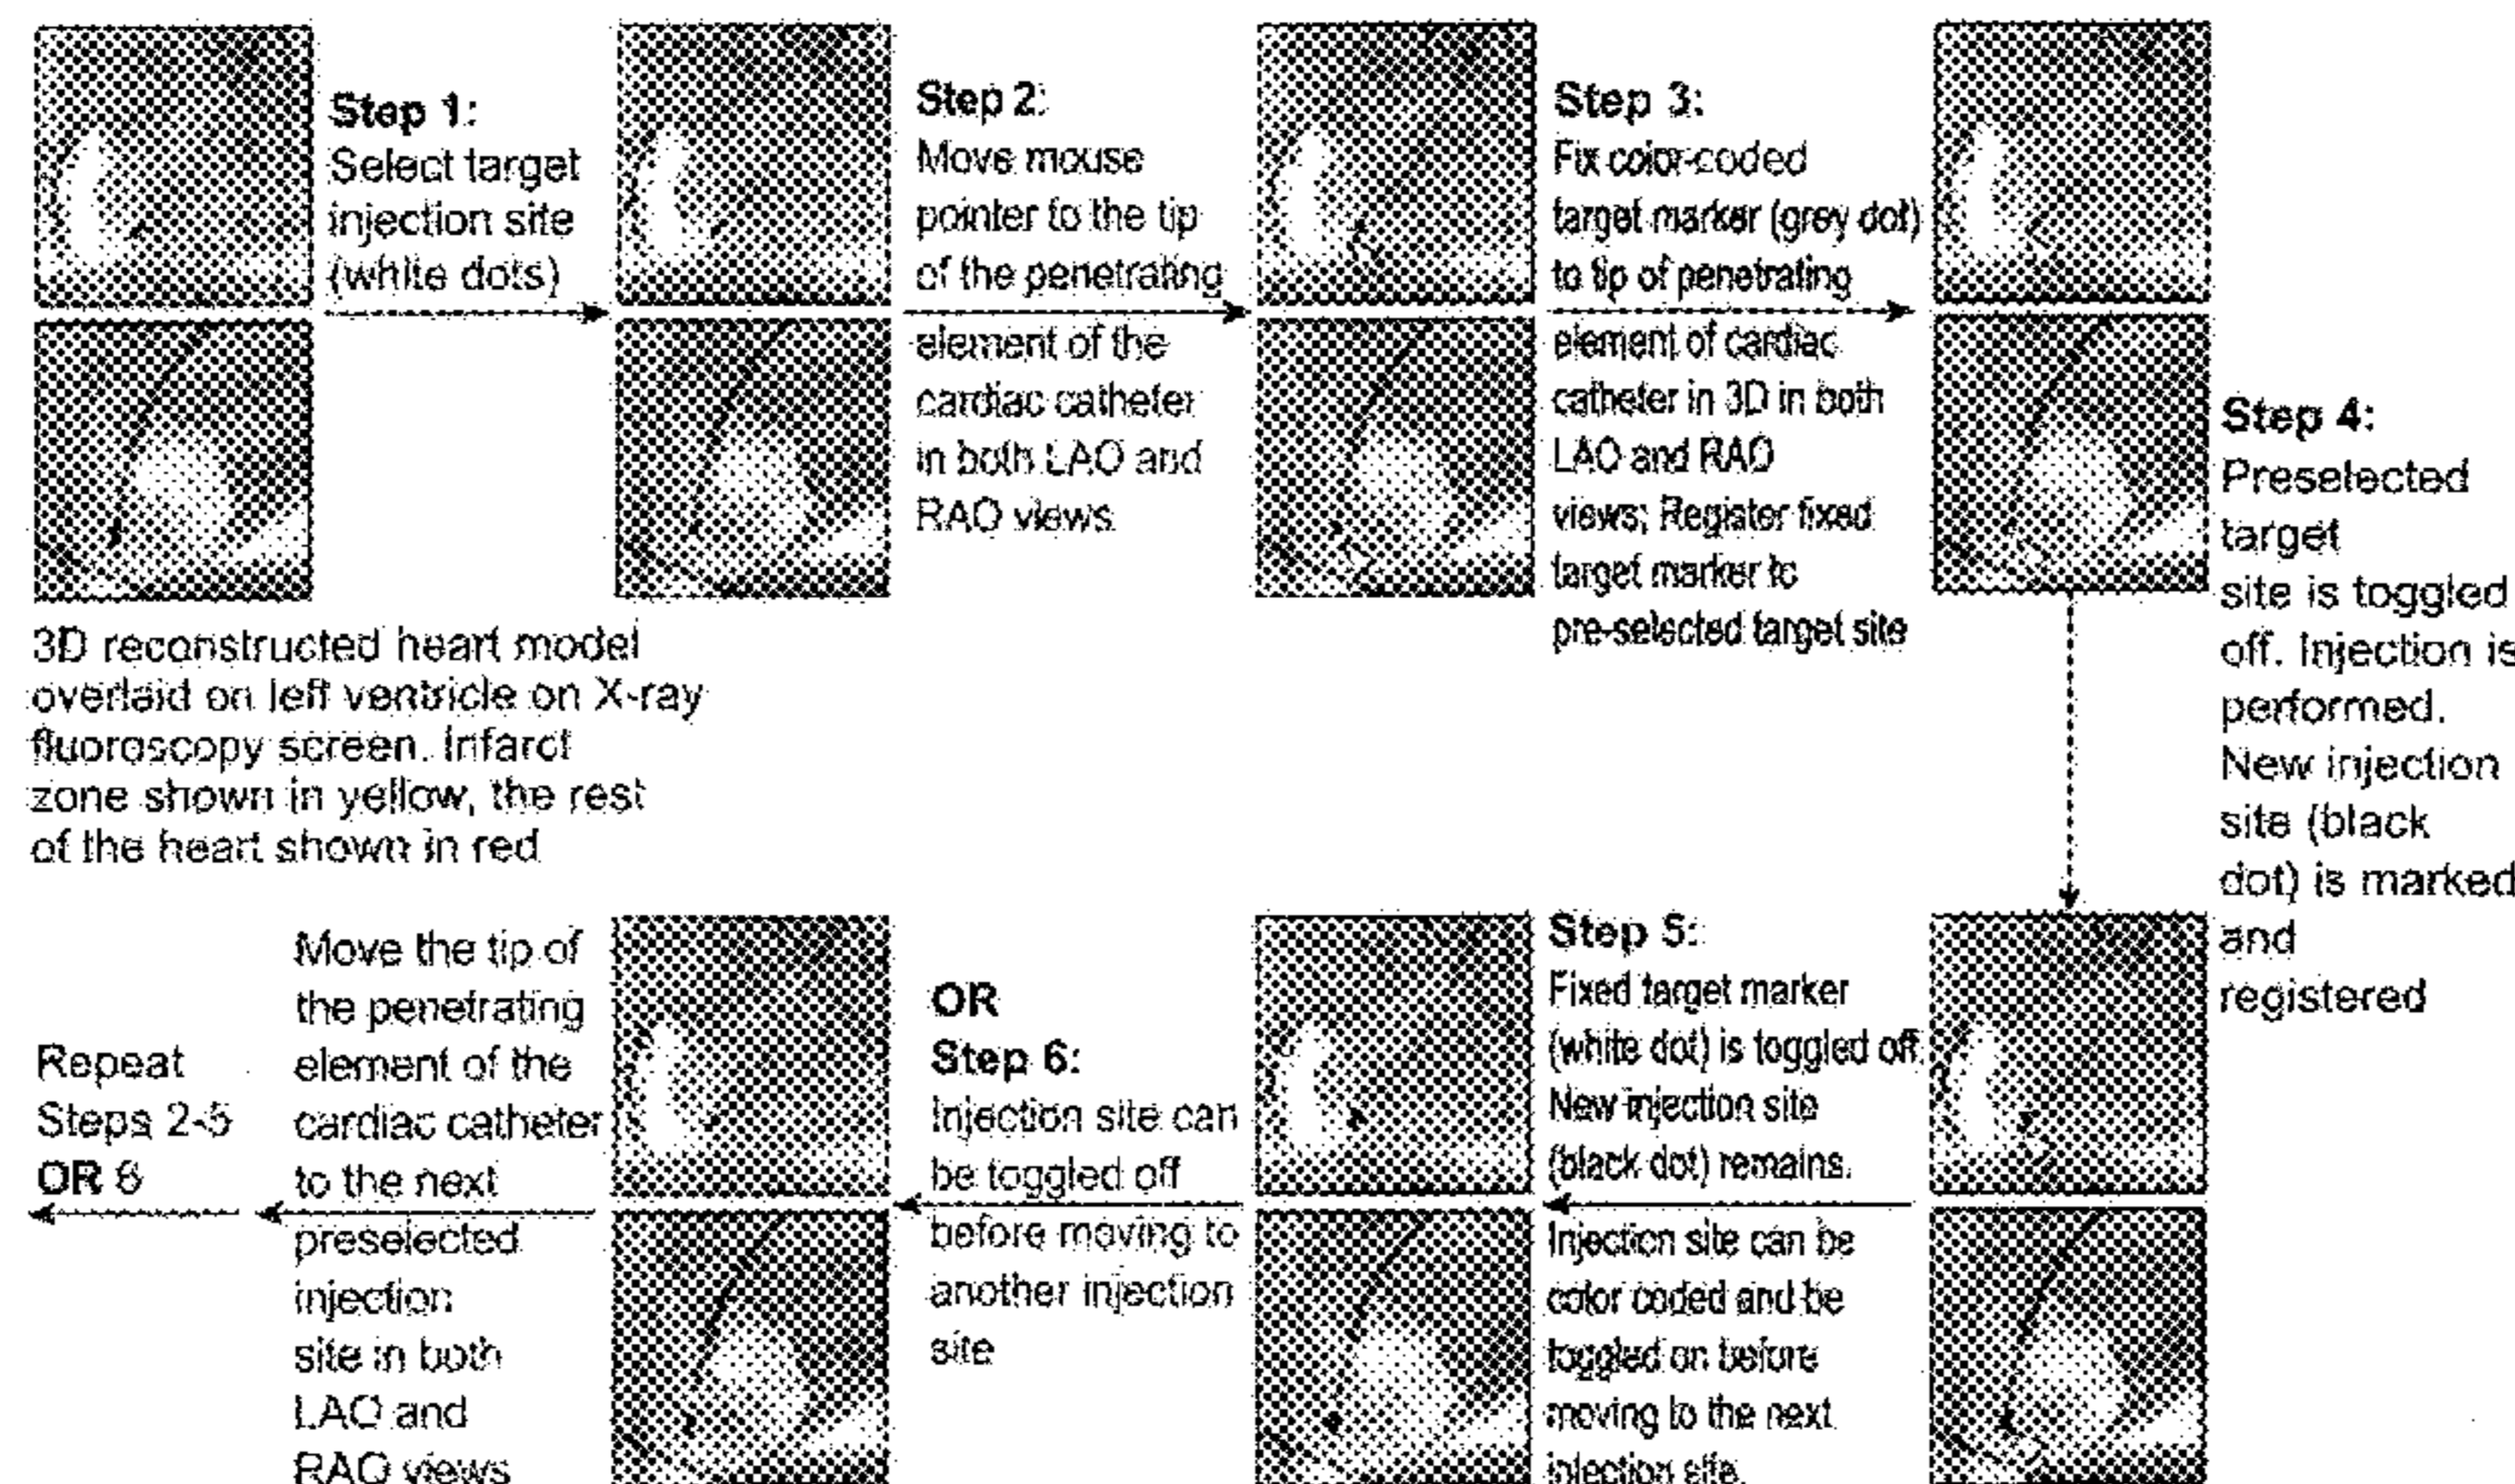 Step 1:
Select target
injection site
(white dots)
3D reconstructed heart model
overlaid on left ventricle on X-ray
fluoroscopy screen. Infarct
zone shown in yellow, the rest
of the heart shown in red
Step 2:
Move mouse
pointer to the tip
of the penetrating
element of the
cardiac catheter
in both LAO and
RAO views
Step 3:
Fix color-coded
target marker (grey dot)
to tip of penetrating
element of cardiac
catheter in 3D in both
LAO and RAO
views; Register fixed
target marker to
pre-selected target site
Step 4:
Preselected
target
site is toggled
off. Injection is
performed.
New injection
site (black
dot) is marked
and
registered
Step 5:
Fixed target marker
(white dot) is toggled off.
New injection site
(black dot) remains.
Injection site can be
color coded and be
toggled on before
moving to the next
injection site.
OR
Step 6:
Injection site can
be toggled off
before moving to
another injection
site
Move the tip of
the penetrating
element of the
cardiac catheter
to the next
preselected
injection
site in both
LAO and
RAO views
Repeat
Steps 2-5
OR 6